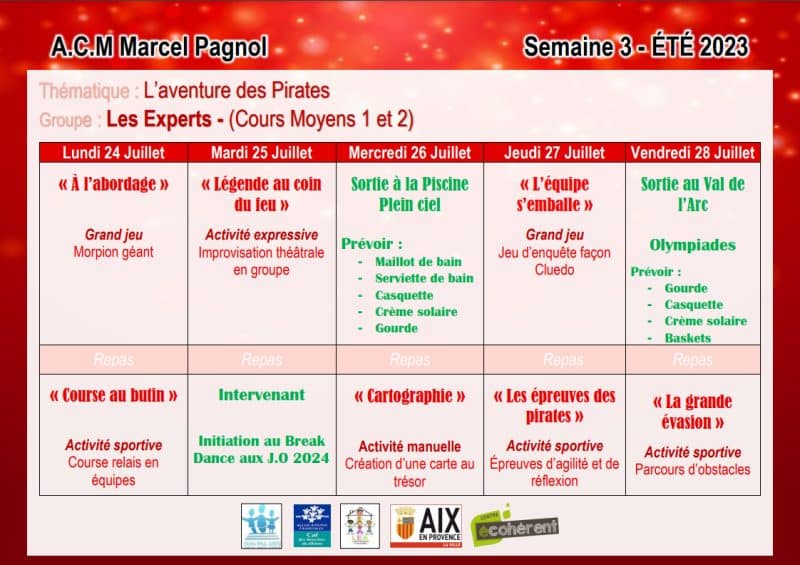 A.C.M Marcel Pagnol
Semaine 3 - ÉTÉ 2023
Thématique : L'aventure des Pirates
Groupe : Les Experts - (Cours Moyens 1 et 2)
Lundi 24 Juillet
Mardi 25 Juillet
Mercredi 26 Juillet
Jeudi 27 Juillet
Vendredi 28 Juillet
« À l'abordage »
Grand jeu
Morpion géant
« Légende au coin
du feu »
Activité expressive
Improvisation théâtrale
en groupe
Sortie à la Piscine
Plein ciel
Prévoir :
- Maillot de bain
- Serviette de bain
- Casquette
- Crème solaire
- Gourde
« L'équipe
s'emballe »
Grand jeu
Jeu d'enquête façon
Cluedo
Sortie au Val de
l'Arc
Olympiades
Prévoir :
- Gourde
- Casquette
- Crème solaire
- Baskets
Repas
Repas
Repas
Repas
Repas
« Course au butin »
Activité sportive
Course relais en
équipes
Intervenant
Initiation au Break
Dance aux J.O 2024
« Cartographie »
Activité manuelle
Création d'une carte au
trésor
« Les épreuves des
pirates »
Activité sportive
Épreuves d'agilité et de
réflexion
« La grande
évasion »
Activité sportive
Parcours d'obstacles
Caf
AIX
EN PROVENCE
LA VILLE
CENTRE
écohérent